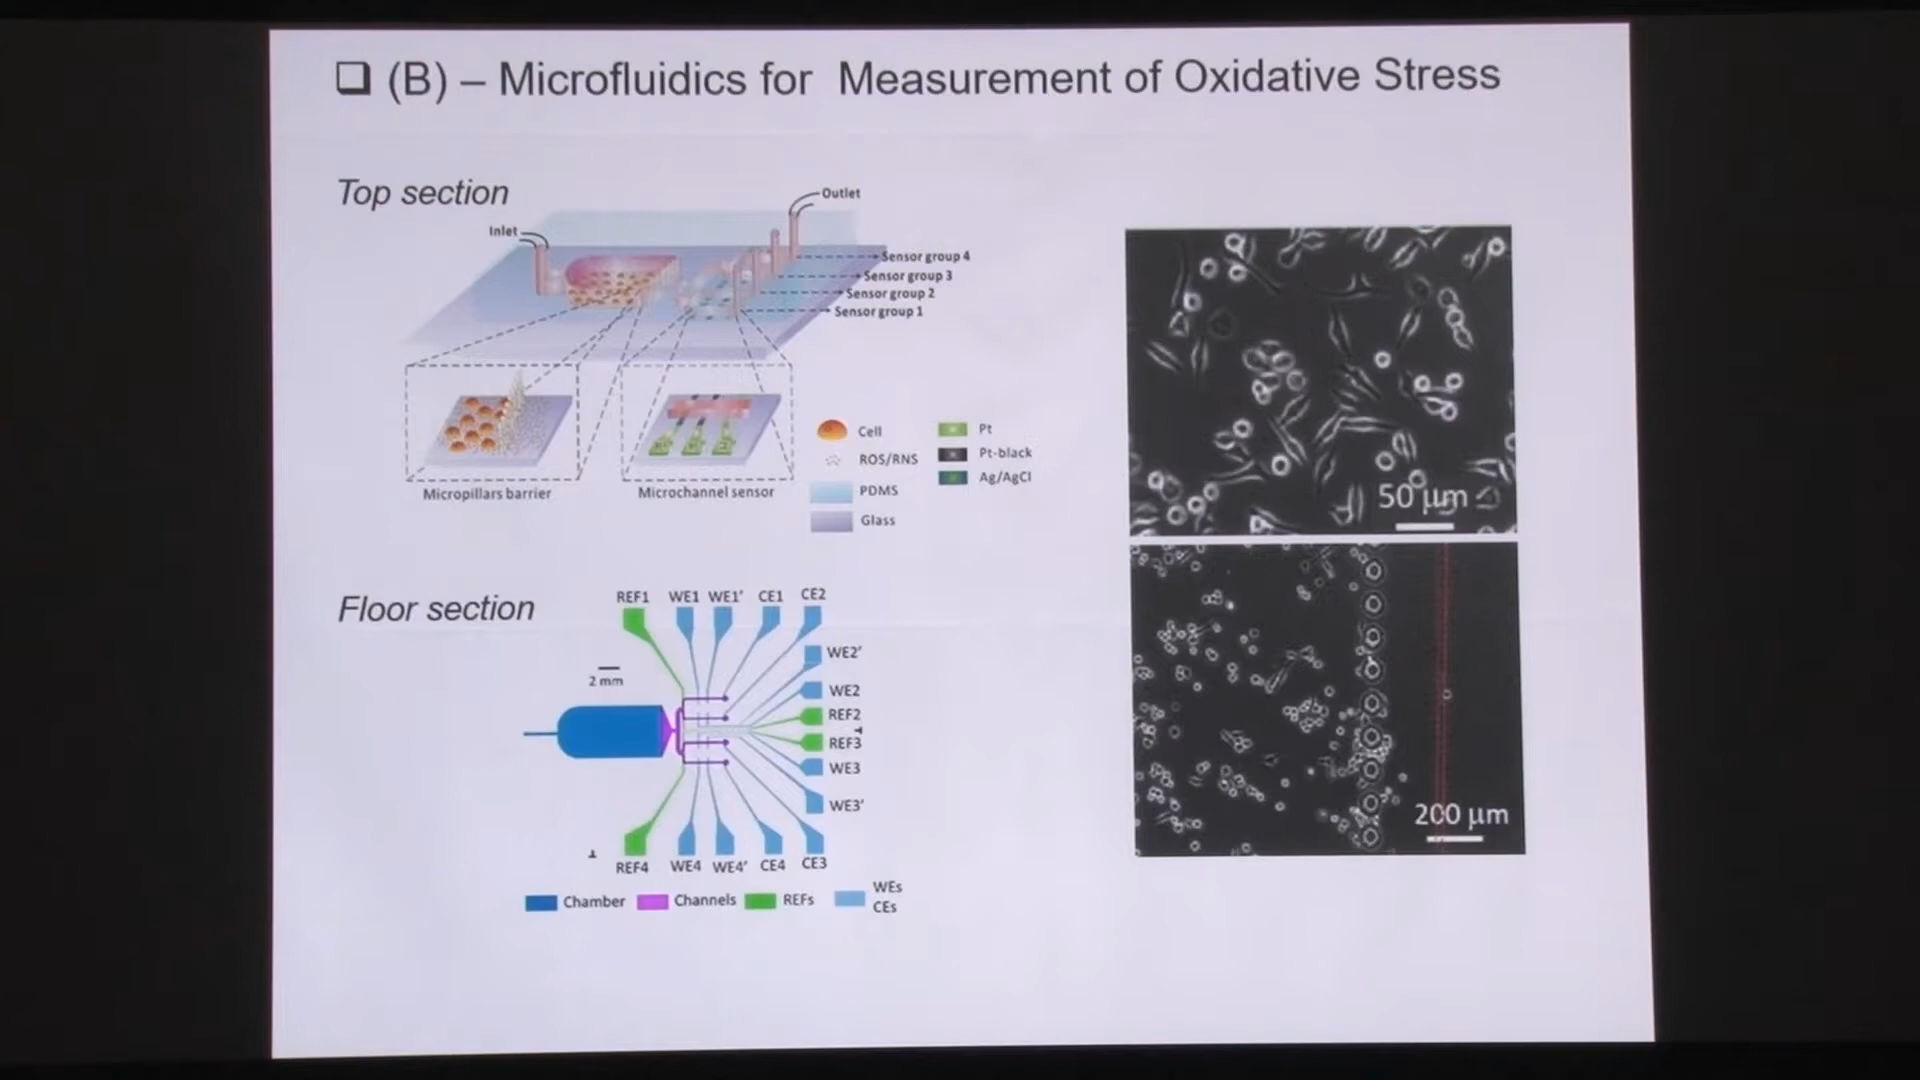 (B) – Microfluidics for Measurement of Oxidative Stress
Top section
Outlet
Inlet
Sensor group 4
Sensor group 3
Sensor group 2
Sensor group 1
Micropillars barrier
Microchannel sensor
Cell
ROS/RNS
PDMS
Glass
Pt
Pt-black
Ag/AgCl
50 µm
Floor section
REF1 WE1 WE1′ CE1 CE2
WE2′
2 mm
WE2
REF2
REF3
WE3
WE3′
REF4 WE4 WE4′ CE4 CE3
Chamber Channels REFs WEs
CEs
200 µm